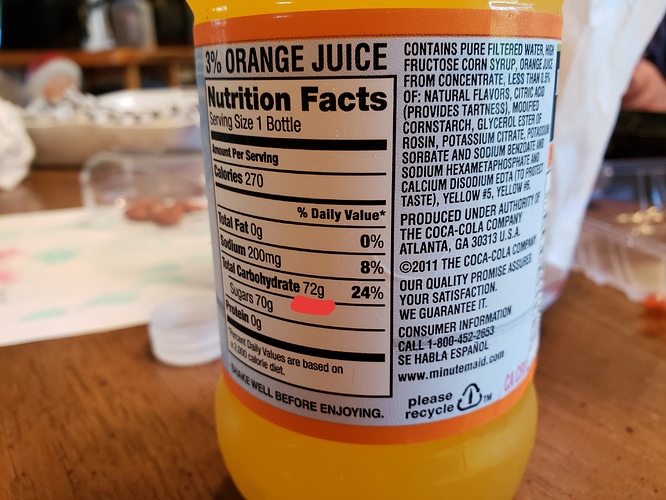 3% ORANGE JUICE
Nutrition Facts
Serving Size 1 Bottle
Amount Per Serving
Calories 270
% Daily Value*
Total Fat 0g 0%
Sodium 200mg 8%
Total Carbohydrate 72g 24%
Sugars 70g
Protein 0g
*Percent Daily Values are based on
a 2,000 calorie diet.
SHAKE WELL BEFORE ENJOYING.
CONTAINS PURE FILTERED WATER, HIGH
FRUCTOSE CORN SYRUP, ORANGE JUICE
FROM CONCENTRATE, LESS THAN 0.5%
OF: NATURAL FLAVORS, CITRIC ACID
(PROVIDES TARTNESS), MODIFIED
CORNSTARCH, GLYCEROL ESTER OF
ROSIN, POTASSIUM CITRATE, POTASSIUM
SORBATE AND SODIUM BENZOATE AND
SODIUM HEXAMETAPHOSPHATE AND
CALCIUM DISODIUM EDTA (TO PROTECT
TASTE), YELLOW #5, YELLOW #6.
PRODUCED UNDER AUTHORITY OF
THE COCA-COLA COMPANY
ATLANTA, GA 30313 U.S.A.
©2011 THE COCA-COLA COMPANY
OUR QUALITY PROMISE ASSURES
YOUR SATISFACTION.
WE GUARANTEE IT.
CONSUMER INFORMATION
CALL 1-800-452-2653
SE HABLA ESPAÑOL
www.minutemaid.com
please
recycle TM